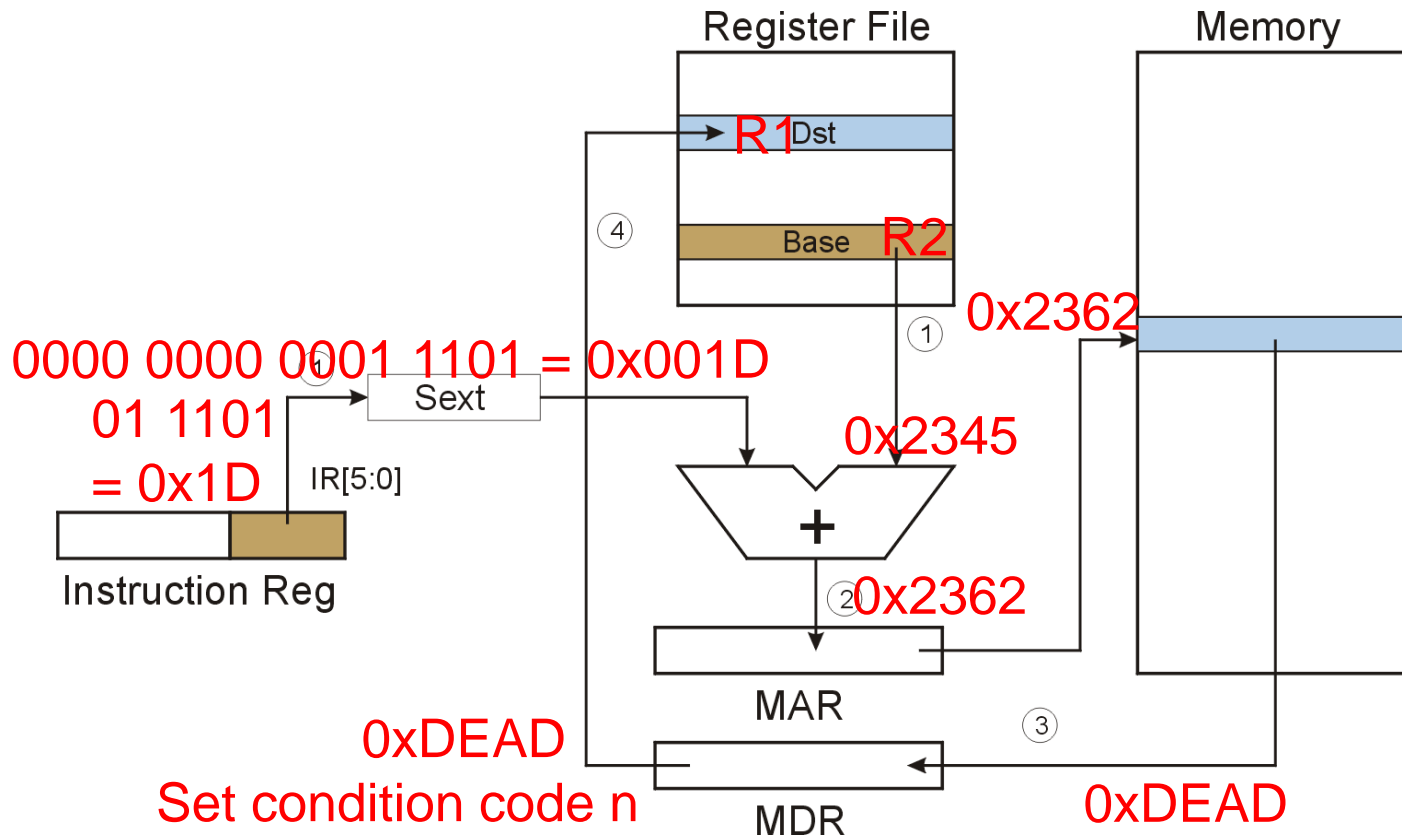 Register File
Memory
R1
Dst
4
Base
R2
1
0x2362
0000 0000 0001 1101 = 0x001D
1
Sext
01 1101
= 0x1D
IR[5:0]
0x2345
+
Instruction Reg
2
0x2362
MAR
3
0xDEAD
Set condition code n
MDR
0xDEAD